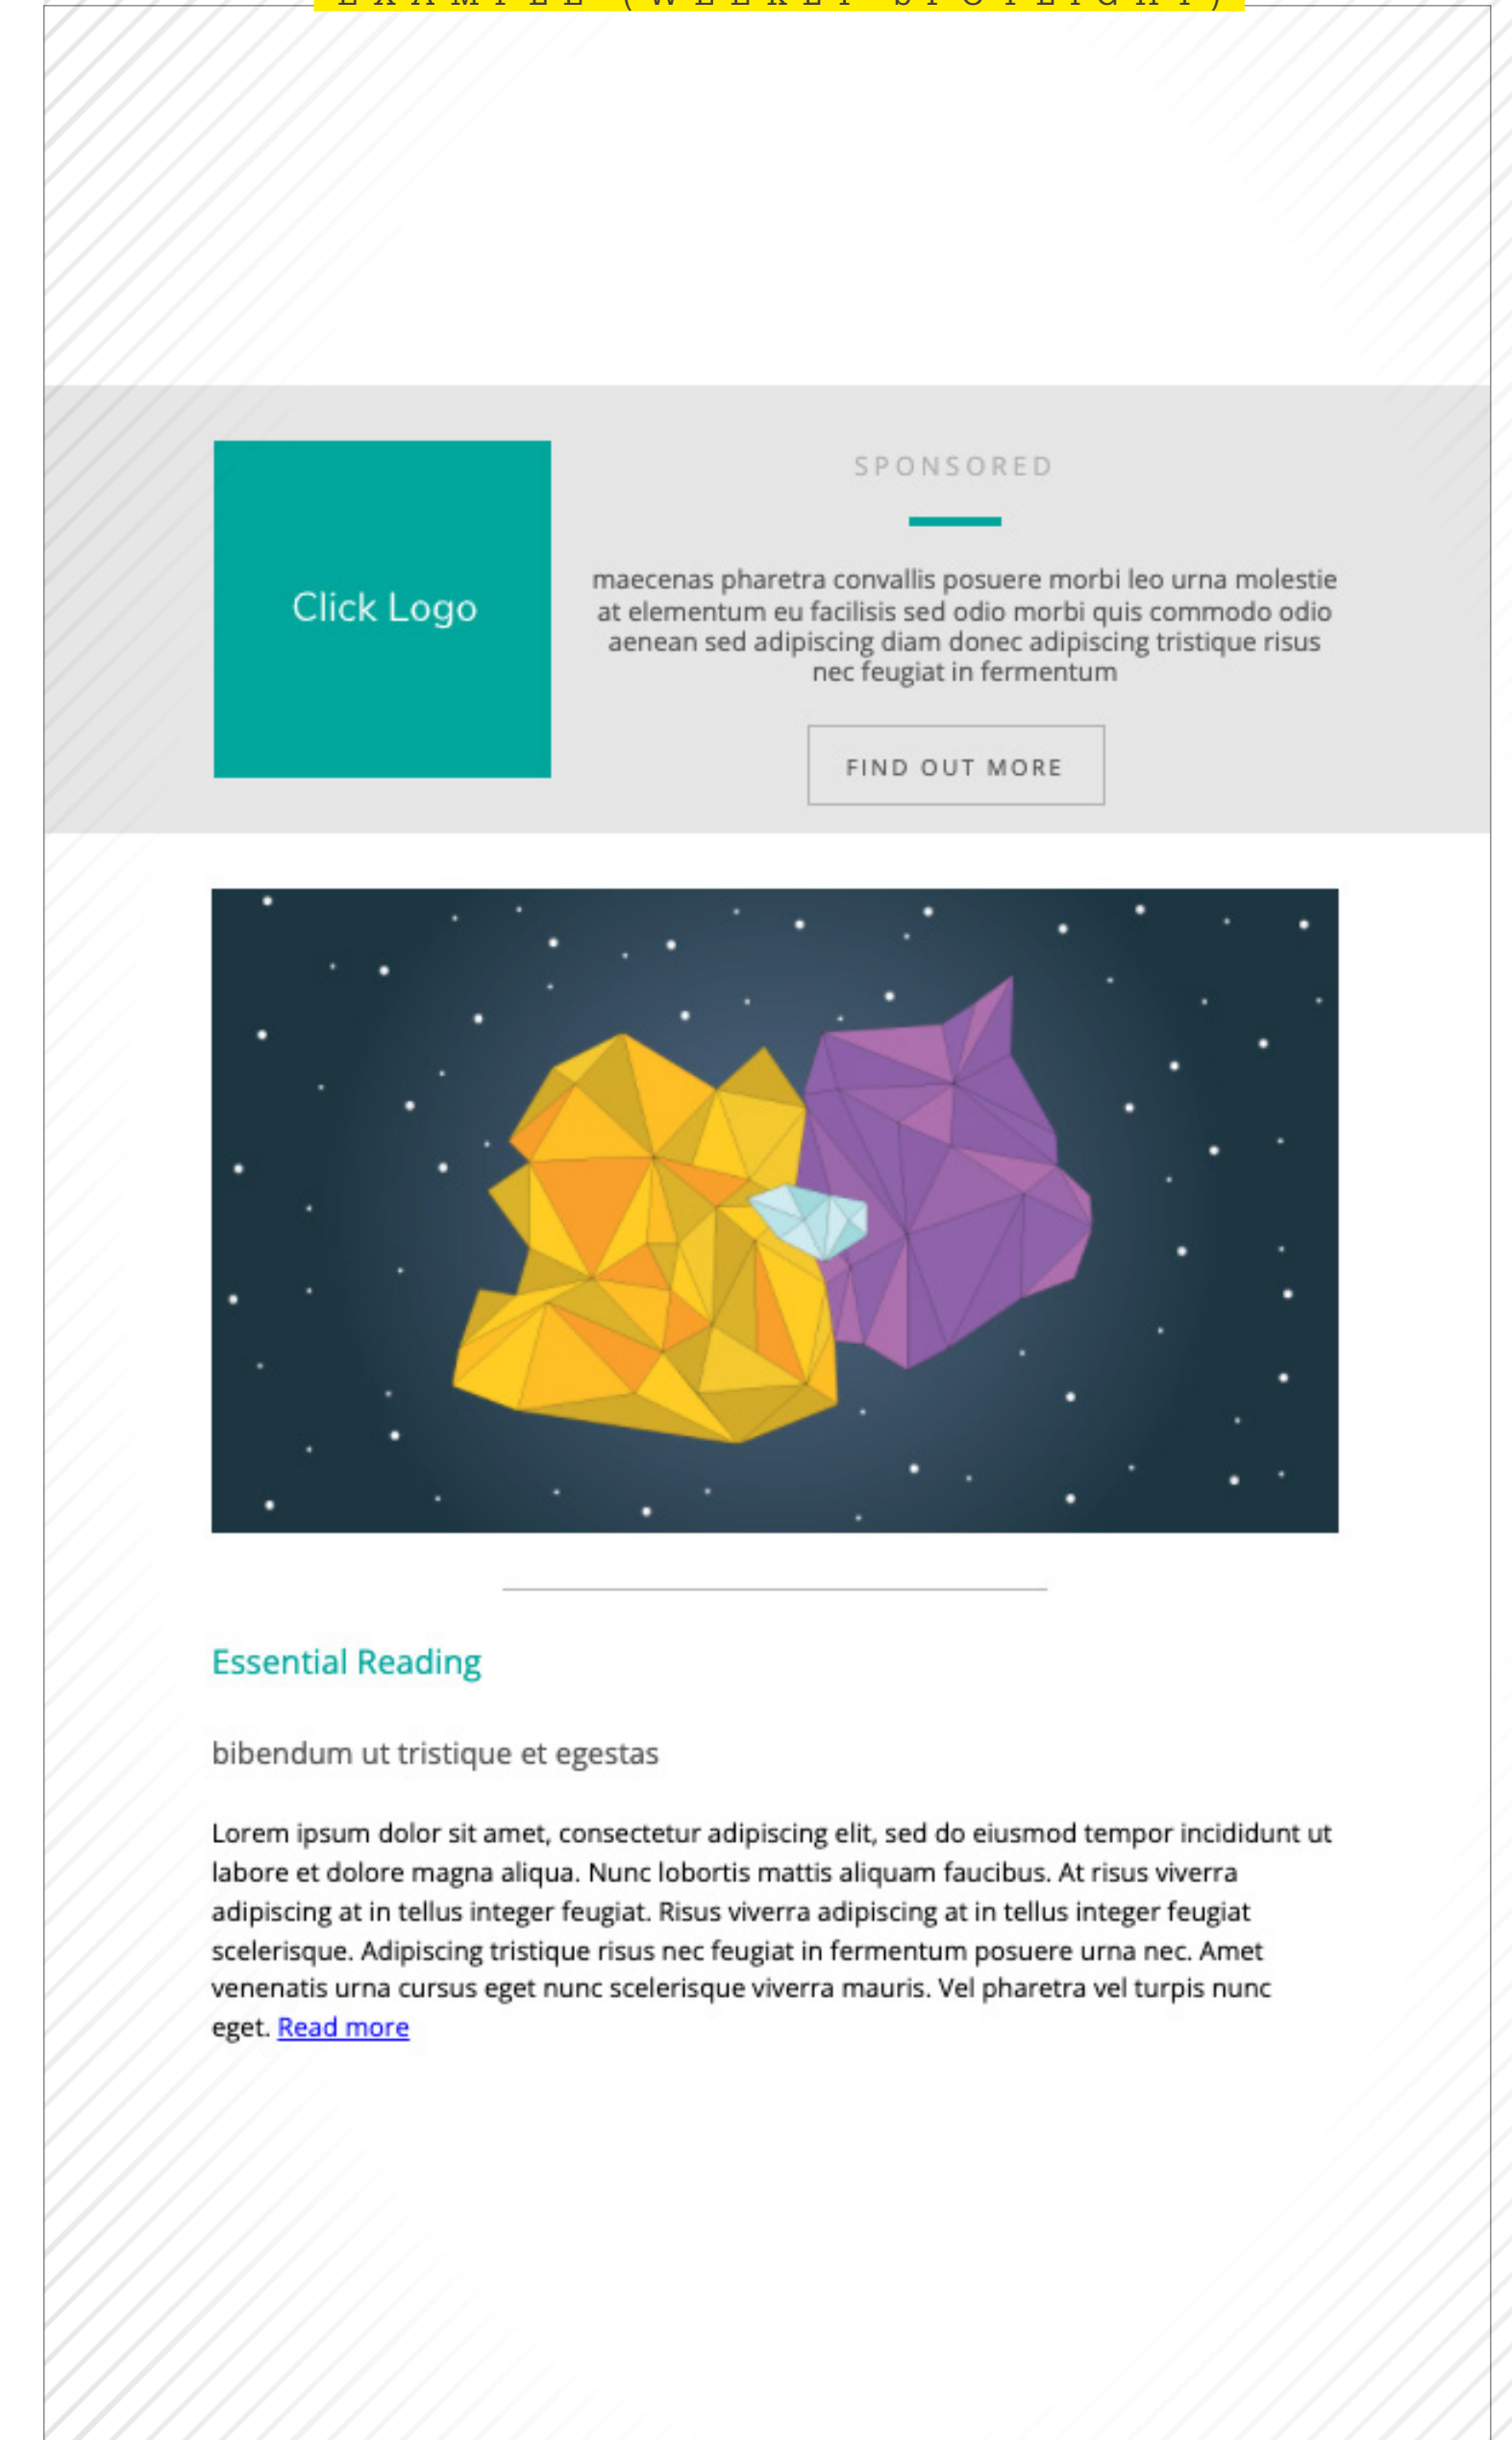 EXAMPLE (WEEKLY SPOTLIGHT)
SPONSORED
Click Logo
maecenas pharetra convallis posuere morbi leo urna molestie
at elementum eu facilisis sed odio morbi quis commodo odio
aenean sed adipiscing diam donec adipiscing tristique risus
nec feugiat in fermentum
FIND OUT MORE
Essential Reading
bibendum ut tristique et egestas
Lorem ipsum dolor sit amet, consectetur adipiscing elit, sed do eiusmod tempor incididunt ut
labore et dolore magna aliqua. Nunc lobortis mattis aliquam faucibus. At risus viverra
adipiscing at in tellus integer feugiat. Risus viverra adipiscing at in tellus integer feugiat
scelerisque. Adipiscing tristique risus nec feugiat in fermentum posuere urna nec. Amet
venenatis urna cursus eget nunc scelerisque viverra mauris. Vel pharetra vel turpis nunc
eget. Read more